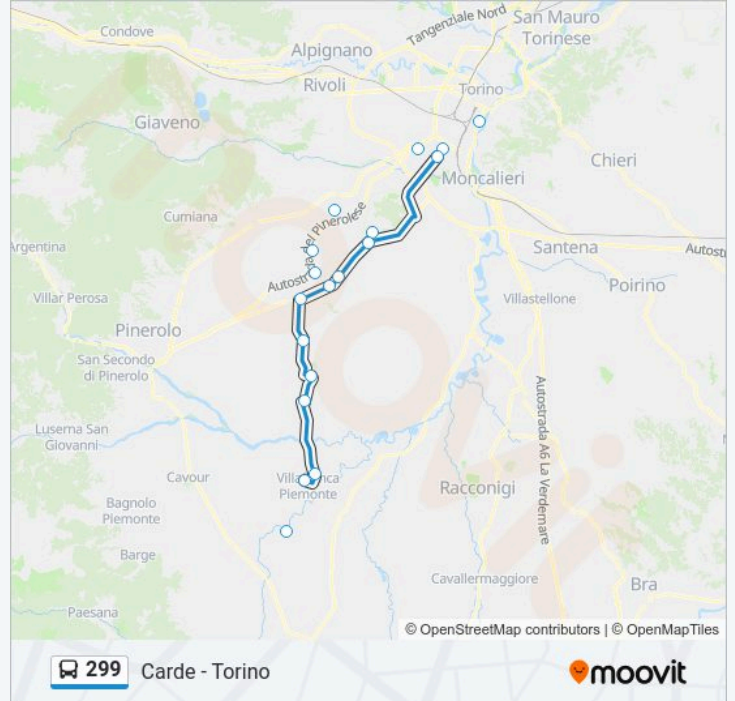 Tangenziale Nord
San Mauro
Torinese
Condove
Alpignano
Rivoli
Torino
Giaveno
Chieri
Moncalieri
Cumiana
Autostrada del Pinerolese
Argentina
Santena
Autost
Villar Perosa
Poirino
Villastellone
Pinerolo
San Secondo
di Pinerolo
Autostrada A6 La Verdemare
Luserna San
Giovanni
Cavour
Villafranca
Piemonte
Racconigi
Bagnolo
Piemonte
Barge
Cavallermaggiore
Bra
Paesana
© OpenStreetMap contributors | © OpenMapTiles
299 Carde - Torino
moovit